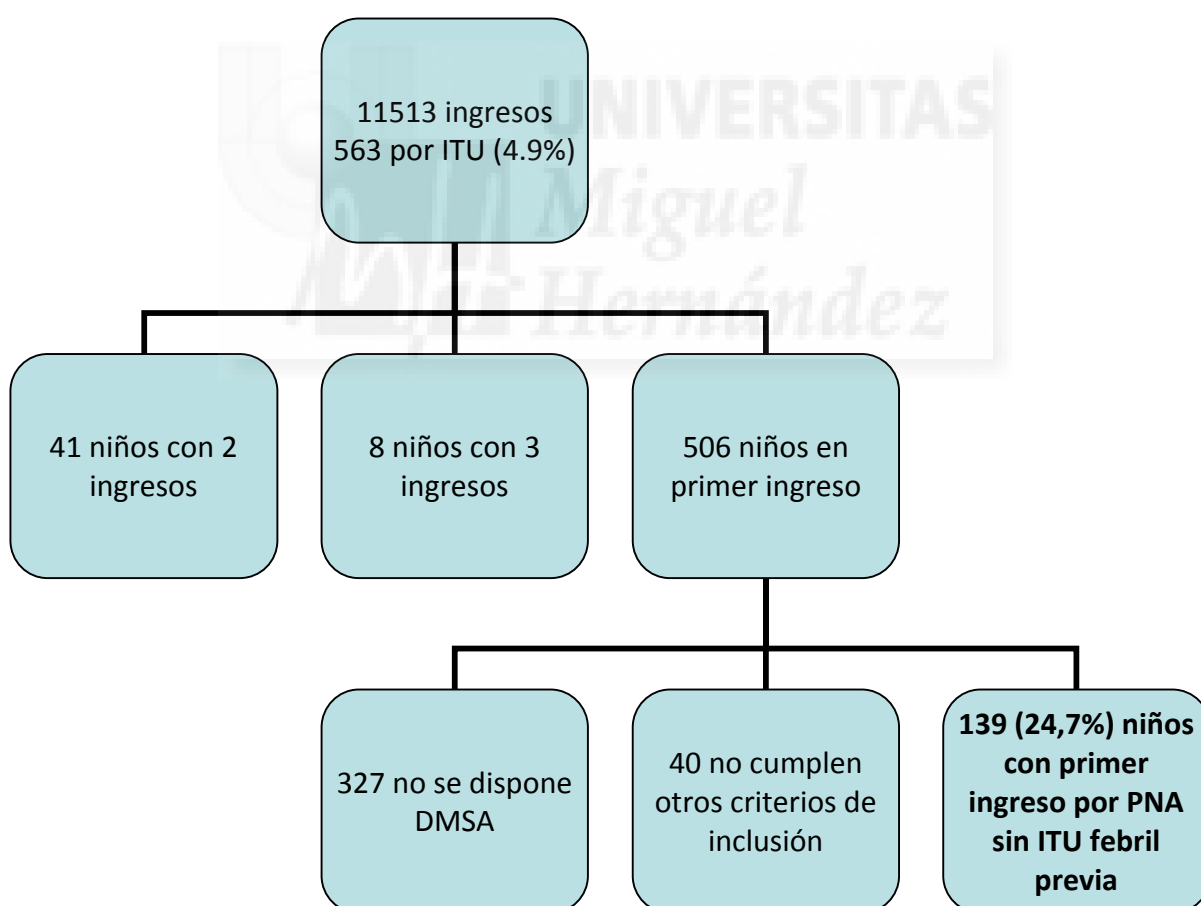 UNIVERSITAS
Miguel
Hernández
11513 ingresos
563 por ITU (4.9%)
41 niños con 2
ingresos
8 niños con 3
ingresos
506 niños en
primer ingreso
327 no se dispone
DMSA
40 no cumplen
otros criterios de
inclusión
139 (24,7%) niños
con primer
ingreso por PNA
sin ITU febril
previa